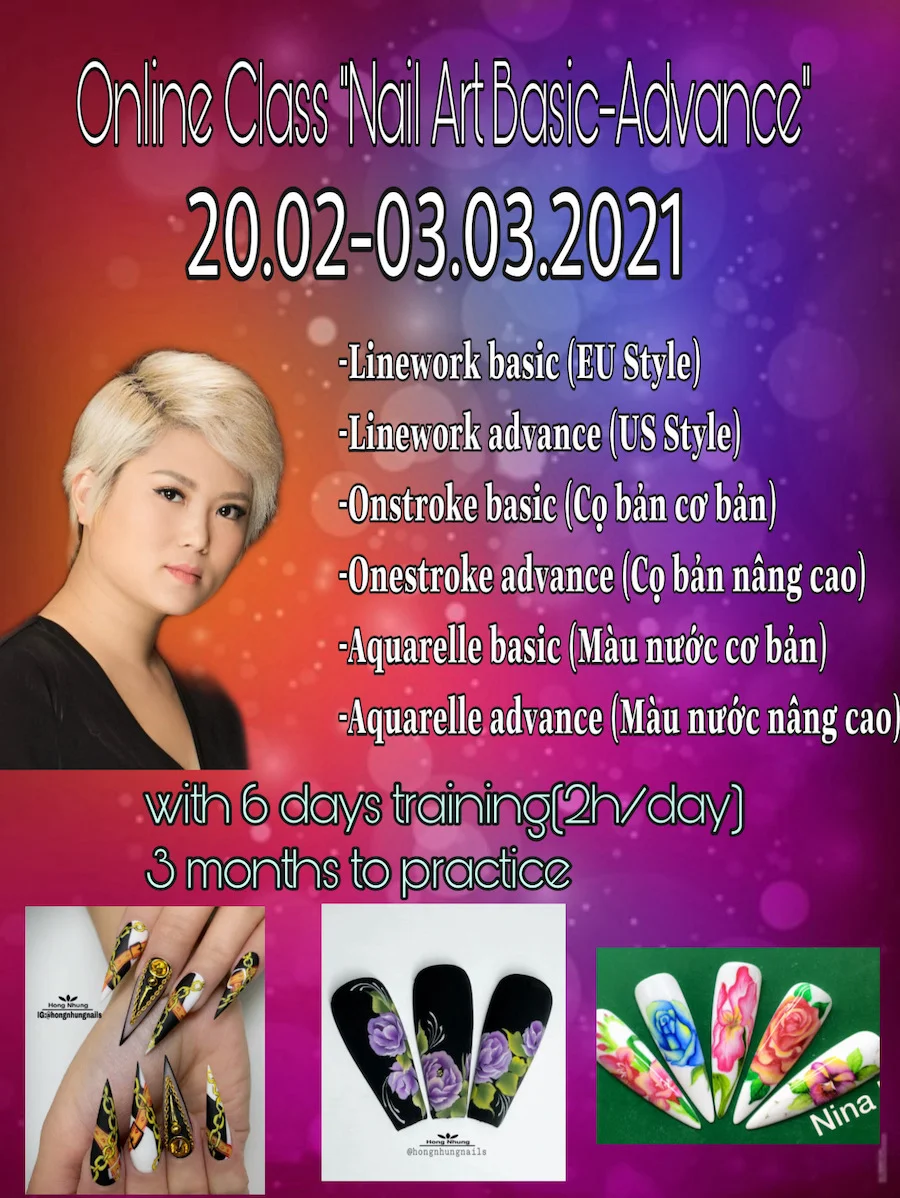 Online Class "Nail Art Basic-Advance"
20.02-03.03.2021
-Linework basic (EU Style)
-Linework advance (US Style)
-Onstroke basic (Cọ bản cơ bản)
-Onestroke advance (Cọ bản nâng cao)
-Aquarelle basic (Màu nước cơ bản)
-Aquarelle advance (Màu nước nâng cao)
with 6 days training(2h/day)
3 months to practice
Hong Nhung
IG:@hongnhungnails
Hong Nhung
@hongnhungnails
Nina